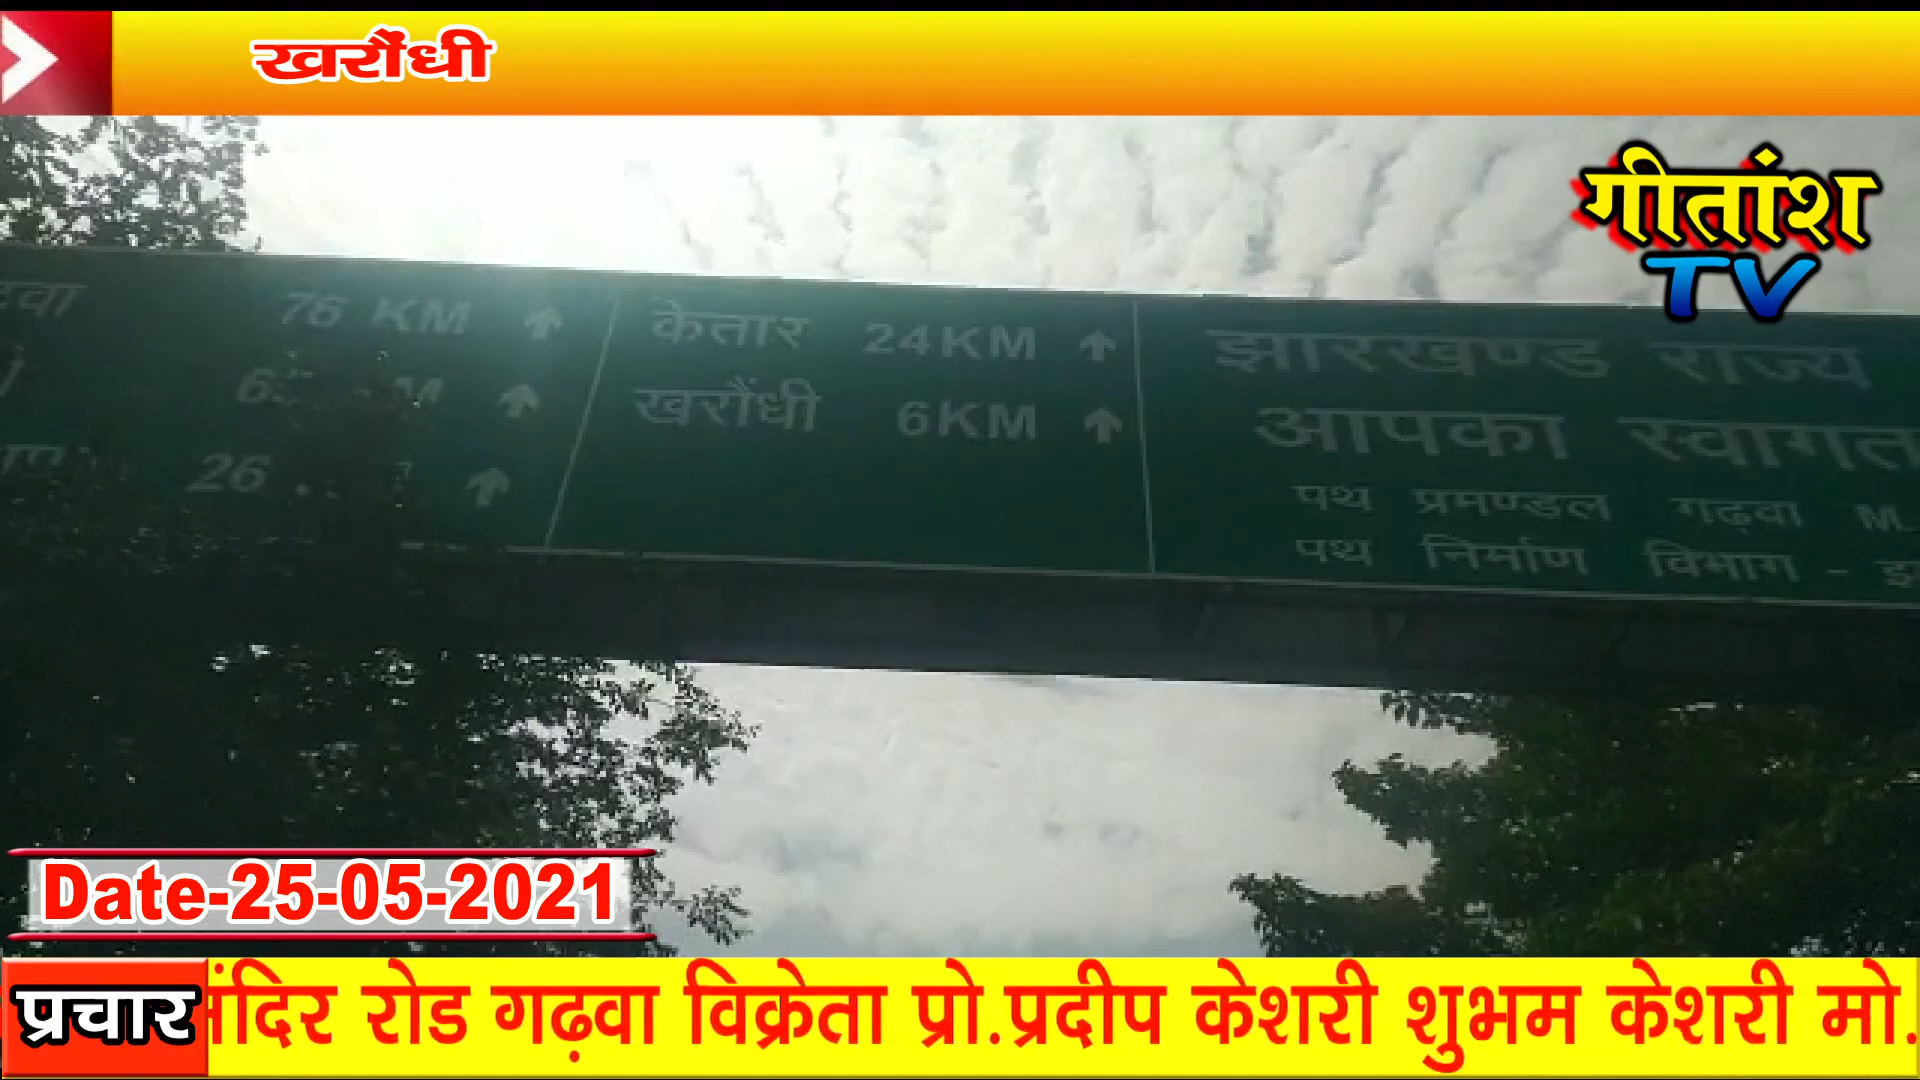 खरौंधी
गीतांश
TV
76 KM
केतार 24KM
खरौंधी 6KM
26
झारखण्ड राज्य
आपका स्वागत
पथ प्रमण्डल गढ़वा
पथ निर्माण विभाग -
Date-25-05-2021
प्रचार
मंदिर रोड गढ़वा विक्रेता प्रो.प्रदीप केशरी शुभम केशरी मो.